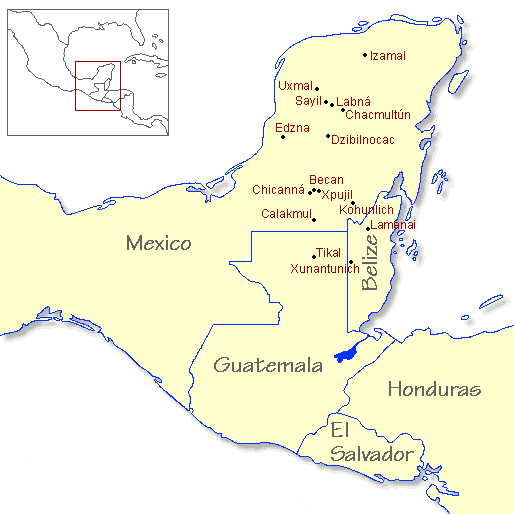 Izamal
Uxmal
Sayil
Labná
Chacmultún
Edzna
Dzibilnocac
Becan
Chicanná
Xpujil
Kohunlich
Calakmul
Lamanai
Mexico
Tikal
Belize
Xunantunich
Guatemala
Honduras
El
Salvador